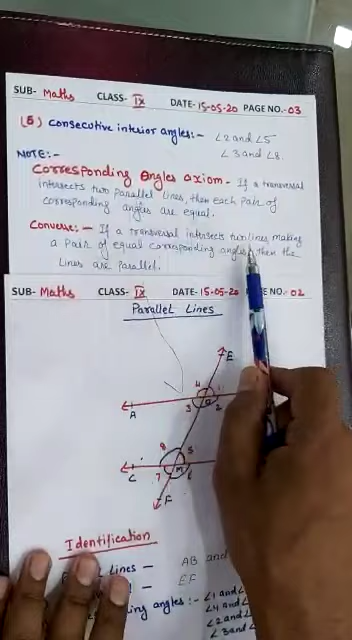 SUB- Maths CLASS- IX DATE-15-05-20 PAGE NO.-03
(5) Consecutive interior angles:- ∠2 and ∠5
∠3 and ∠8
NOTE:-
Corresponding Angles axiom - If a transversal
intersects two parallel lines, then each pair of
corresponding angles are equal.
Converse:- If a transversal intersects two lines making
a pair of equal corresponding angles, then the
lines are parallel.
SUB- Maths CLASS- IX DATE-15-05-20 NO.-02
Parallel Lines
E
4 1
A 3 2
8 5
C 7 M 6
F
Identification
Lines - AB and
EF
angles:- ∠1 and
∠4 and
∠2 and
∠3 and